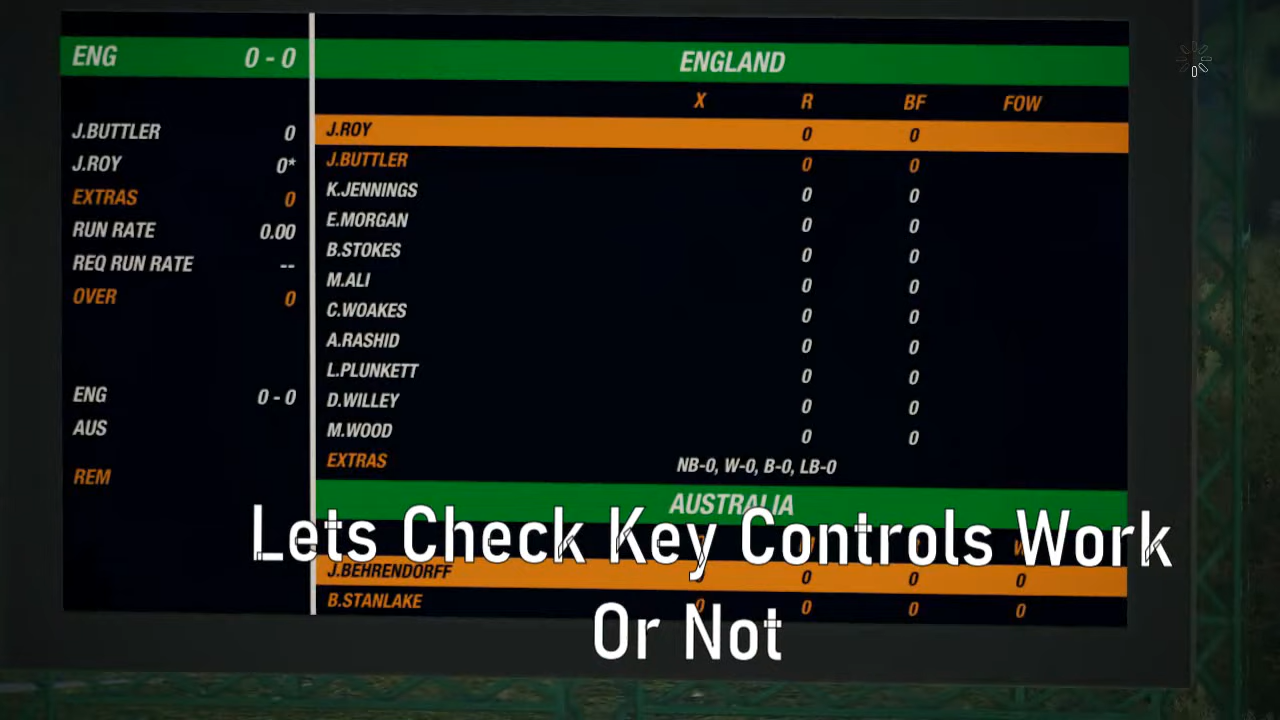 ENG 0 - 0
J.BUTTLER 0
J.ROY 0*
EXTRAS 0
RUN RATE 0.00
REQ RUN RATE --
OVER 0
ENG 0 - 0
AUS
REM
ENGLAND
X R BF FOW
J.ROY 0 0
J.BUTTLER 0 0
K.JENNINGS 0 0
E.MORGAN 0 0
B.STOKES 0 0
M.ALI 0 0
C.WOAKES 0 0
A.RASHID 0 0
L.PLUNKETT 0 0
D.WILLEY 0 0
M.WOOD 0 0
EXTRAS NB-0, W-0, B-0, LB-0
AUSTRALIA
Lets Check Key Controls Work
J.BEHRENDORFF 0 0 0 0
B.STANLAKE 0 0 0 0
Or Not